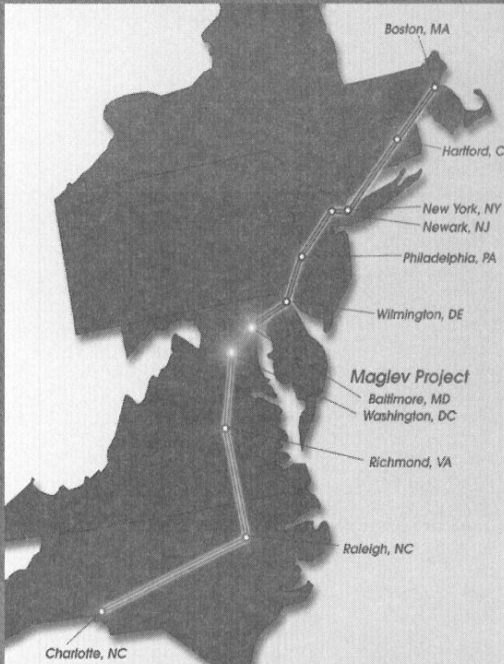 Boston, MA
Hartford, C
New York, NY
Newark, NJ
Philadelphia, PA
Wilmington, DE
Maglev Project
Baltimore, MD
Washington, DC
Richmond, VA
Raleigh, NC
Charlotte, NC